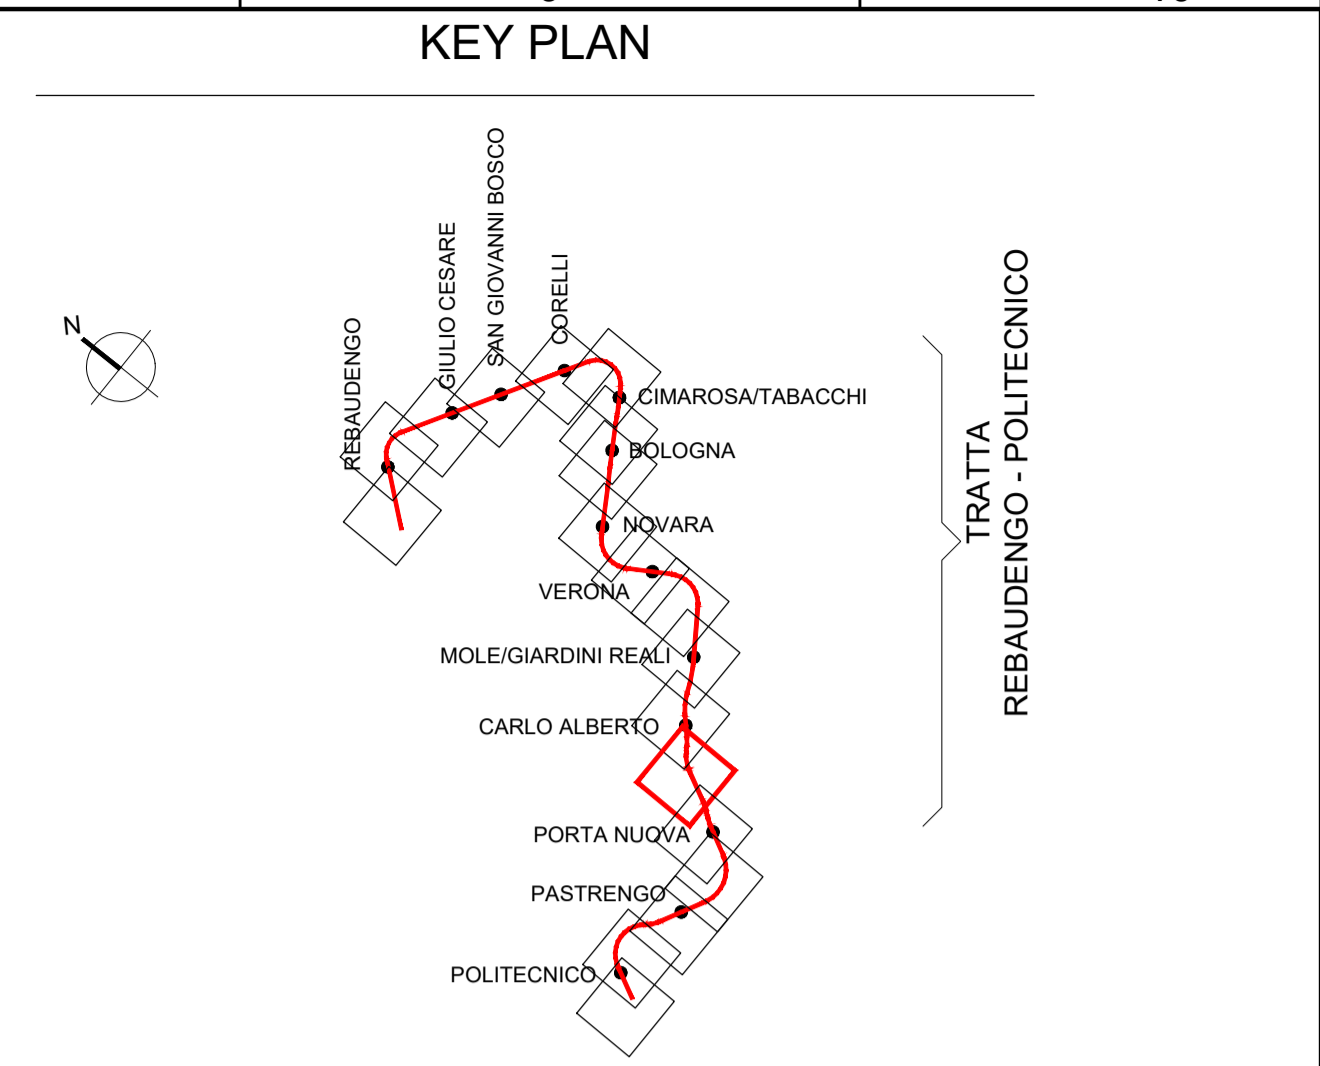 KEY PLAN
N
REBAUDENGO
GIULIO CESARE
SAN GIOVANNI BOSCO
CORELLI
CIMAROSA/TABACCHI
BOLOGNA
NOVARA
VERONA
MOLE/GIARDINI REALI
CARLO ALBERTO
PORTA NUOVA
PASTRENGO
POLITECNICO
TRATTA
REBAUDENGO - POLITECNICO